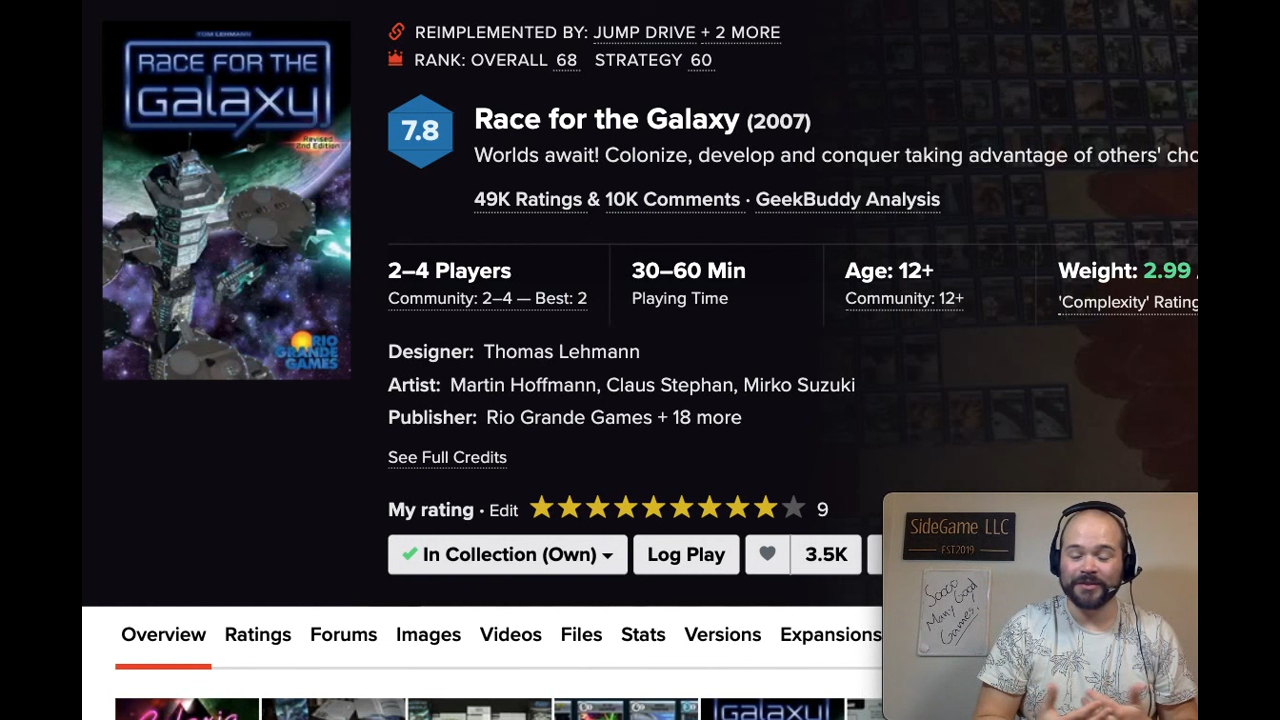 REIMPLEMENTED BY: JUMP DRIVE + 2 MORE
RANK: OVERALL 68 STRATEGY 60
TOM LEHMANN
RACE FOR THE
Galaxy
Revised
2nd Edition
RIO
GRANDE
GAMES
7.8
Race for the Galaxy (2007)
Worlds await! Colonize, develop and conquer taking advantage of others' cho
49K Ratings & 10K Comments · GeekBuddy Analysis
2–4 Players
Community: 2–4 — Best: 2
30–60 Min
Playing Time
Age: 12+
Community: 12+
Weight: 2.99 /
'Complexity' Rating
Designer: Thomas Lehmann
Artist: Martin Hoffmann, Claus Stephan, Mirko Suzuki
Publisher: Rio Grande Games + 18 more
See Full Credits
My rating · Edit 9
In Collection (Own)
Log Play
3.5K
SideGame LLC
EST2019
Soooo
Many Good
Games!
Overview Ratings Forums Images Videos Files Stats Versions Expansions
Galaxy